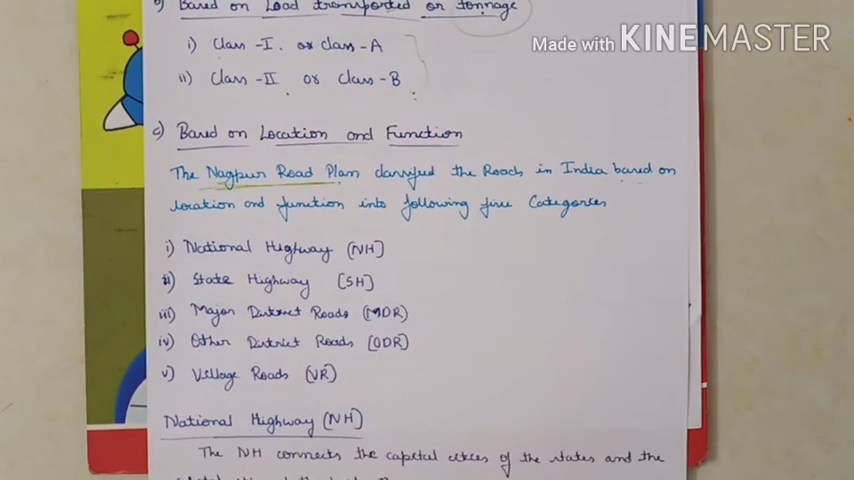 b) Based on Load transported or tonnage
Made with KINEMASTER
i) Class -I. or class -A
ii) Class -II or class -B
c) Based on Location and Function
The Nagpur Road Plan classified the Roads in India based on
location and function into following five Categories
i) National Highway (NH)
ii) State Highway [SH]
iii) Major District Roads (MDR)
iv) Other District Roads [ODR)
v) Village Roads (VR)
National Highway (NH)
The NH connects the capital cities of the states and the